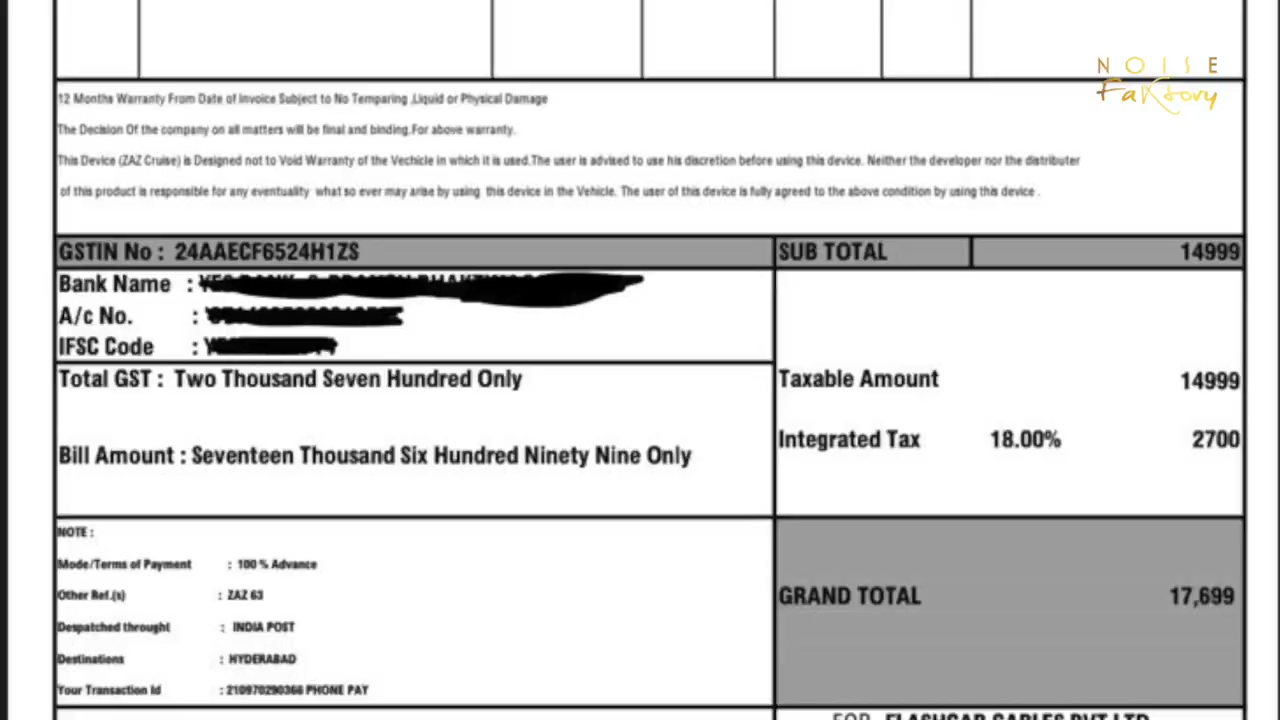 NOISE
Faktory
12 Months Warranty From Date of Invoice Subject to No Temparing ,Liquid or Physical Damage
The Decision Of the company on all matters will be final and binding.For above warranty.
This Device (ZAZ Cruise) is Designed not to Void Warranty of the Vechicle in which it is used.The user is advised to use his discretion before using this device. Neither the developer nor the distributer
of this product is responsible for any eventuality what so ever may arise by using this device in the Vehicle. The user of this device is fully agreed to the above condition by using this device .
GSTIN No : 24AAECF6524H1ZS SUB TOTAL 14999
Bank Name :
A/c No. :
IFSC Code :
Total GST : Two Thousand Seven Hundred Only Taxable Amount 14999
Integrated Tax 18.00% 2700
Bill Amount : Seventeen Thousand Six Hundred Ninety Nine Only
NOTE :
Mode/Terms of Payment : 100 % Advance
Other Ref.(s) : ZAZ 63
GRAND TOTAL 17,699
Despatched throught : INDIA POST
Destinations : HYDERABAD
Your Transaction Id : 210970290366 PHONE PAY
FOR FLASHCAR CABLES PVT LTD